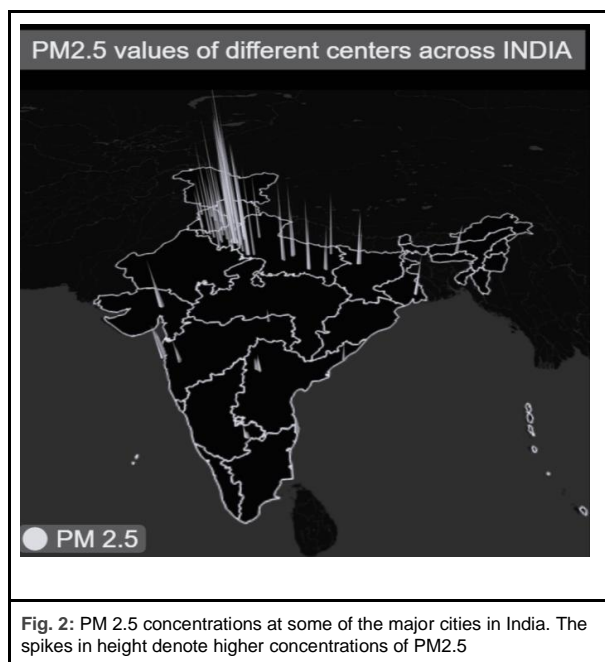 PM2.5 values of different centers across INDIA
PM 2.5
Fig. 2: PM 2.5 concentrations at some of the major cities in India. The
spikes in height denote higher concentrations of PM2.5